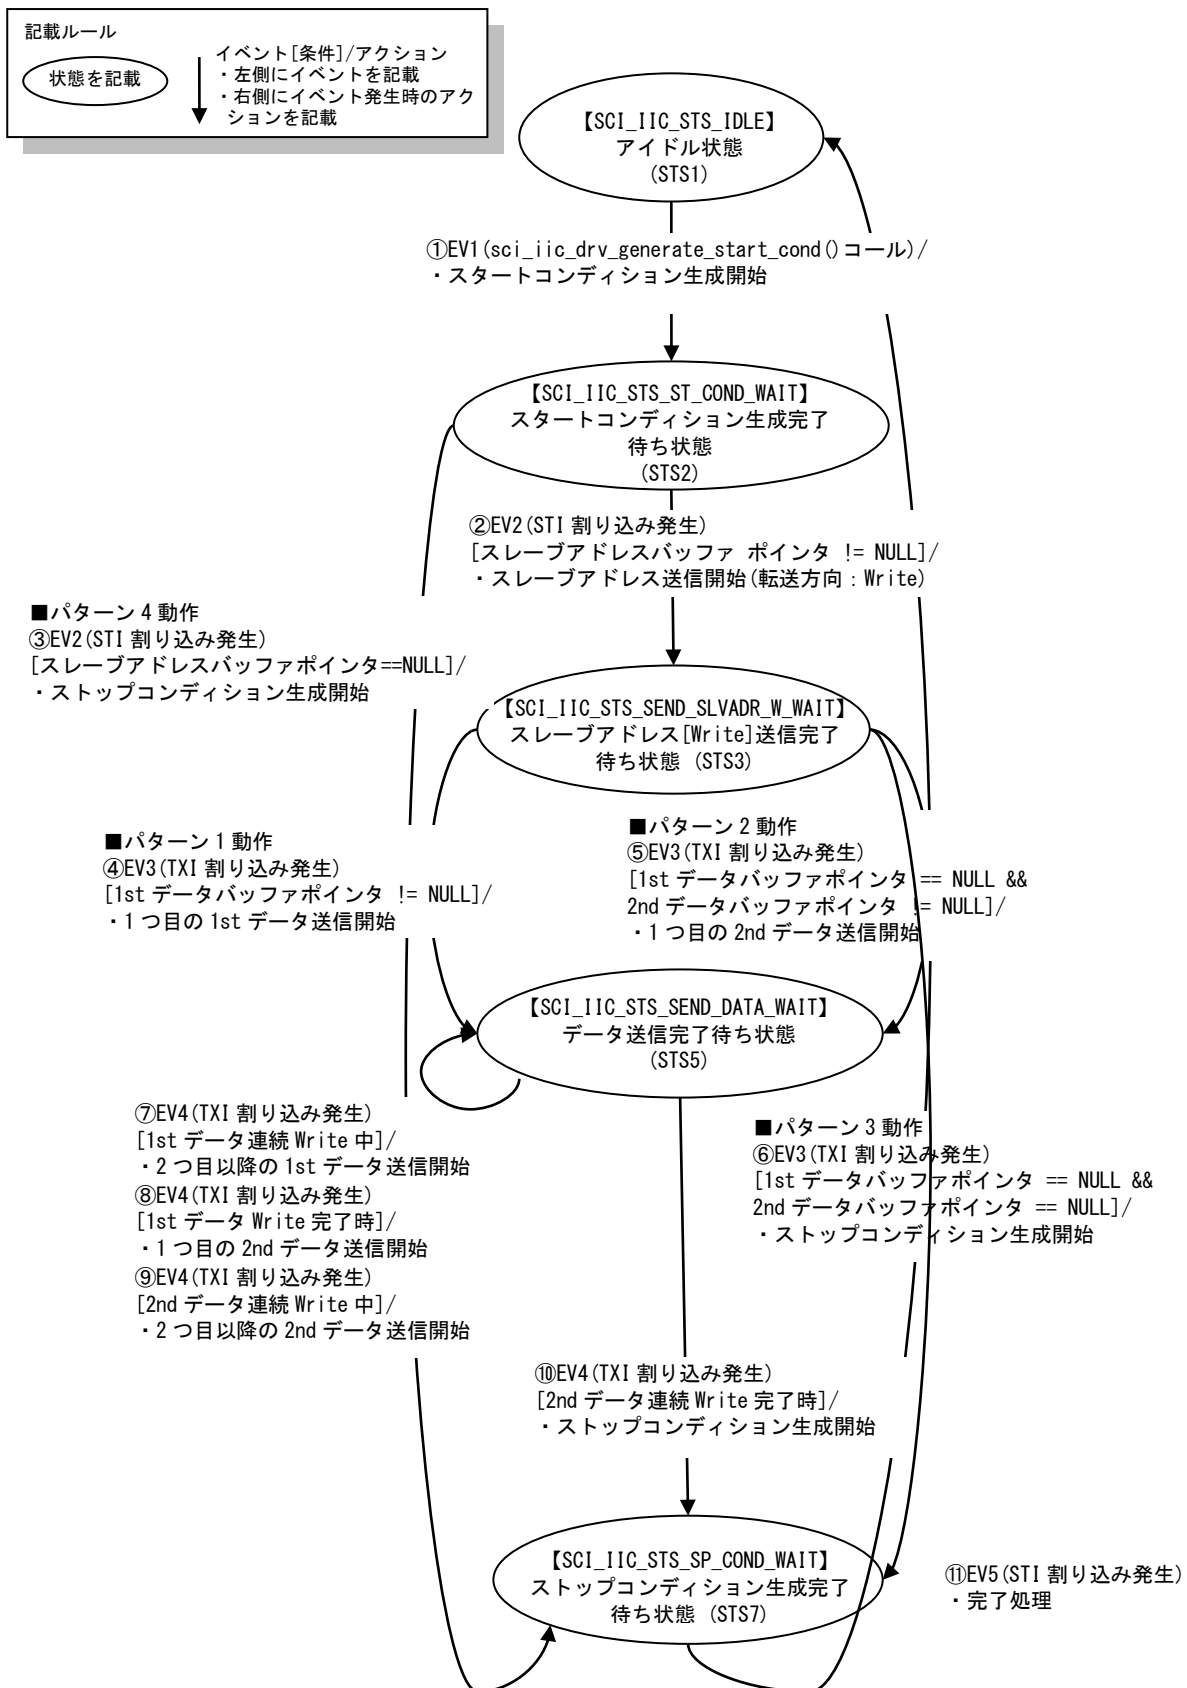 記載ルール
状態を記載
イベント[条件]/アクション
・左側にイベントを記載
・右側にイベント発生時のアク
ションを記載
【SCI_IIC_STS_IDLE】
アイドル状態
(STS1)
①EV1(sci_iic_drv_generate_start_cond()コール)/
・スタートコンディション生成開始
【SCI_IIC_STS_ST_COND_WAIT】
スタートコンディション生成完了
待ち状態
(STS2)
②EV2(STI 割り込み発生)
[スレーブアドレスバッファ ポインタ != NULL]/
・スレーブアドレス送信開始(転送方向：Write)
■パターン 4 動作
③EV2(STI 割り込み発生)
[スレーブアドレスバッファポインタ==NULL]/
・ストップコンディション生成開始
【SCI_IIC_STS_SEND_SLVADR_W_WAIT】
スレーブアドレス[Write]送信完了
待ち状態 (STS3)
■パターン 1 動作
④EV3(TXI 割り込み発生)
[1st データバッファポインタ != NULL]/
・1 つ目の 1st データ送信開始
■パターン 2 動作
⑤EV3(TXI 割り込み発生)
[1st データバッファポインタ == NULL &&
2nd データバッファポインタ != NULL]/
・1 つ目の 2nd データ送信開始
【SCI_IIC_STS_SEND_DATA_WAIT】
データ送信完了待ち状態
(STS5)
⑦EV4(TXI 割り込み発生)
[1st データ連続 Write 中]/
・2 つ目以降の 1st データ送信開始
⑧EV4(TXI 割り込み発生)
[1st データ Write 完了時]/
・1 つ目の 2nd データ送信開始
⑨EV4(TXI 割り込み発生)
[2nd データ連続 Write 中]/
・2 つ目以降の 2nd データ送信開始
■パターン 3 動作
⑥EV3(TXI 割り込み発生)
[1st データバッファポインタ == NULL &&
2nd データバッファポインタ == NULL]/
・ストップコンディション生成開始
⑩EV4(TXI 割り込み発生)
[2nd データ連続 Write 完了時]/
・ストップコンディション生成開始
【SCI_IIC_STS_SP_COND_WAIT】
ストップコンディション生成完了
待ち状態 (STS7)
⑪EV5(STI 割り込み発生)
・完了処理